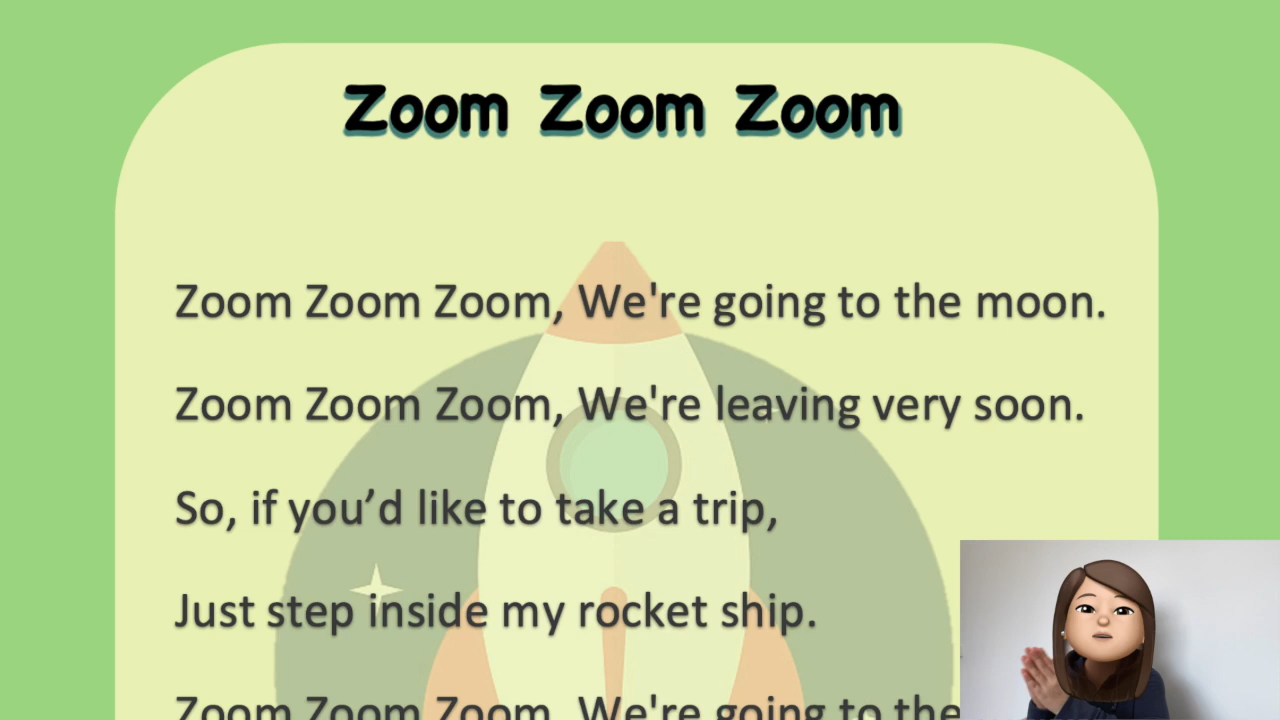 Zoom Zoom Zoom
Zoom Zoom Zoom, We're going to the moon.
Zoom Zoom Zoom, We're leaving very soon.
So, if you’d like to take a trip,
Just step inside my rocket ship.
Zoom Zoom Zoom, We're going to the